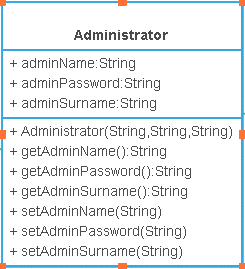 Administrator
+ adminName:String
+ adminPassword:String
+ adminSurname:String
+ Administrator(String,String,String)
+ getAdminName():String
+ getAdminPassword():String
+ getAdminSurname():String
+ setAdminName(String)
+ setAdminPassword(String)
+ setAdminSurname(String)